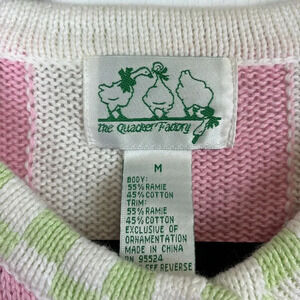 the Quacker Factory
M
BODY:
55% RAMIE
45% COTTON
TRIM:
55% RAMIE
45% COTTON
EXCLUSIVE OF
ORNAMENTATION
MADE IN CHINA
RN 95524
SEE REVERSE